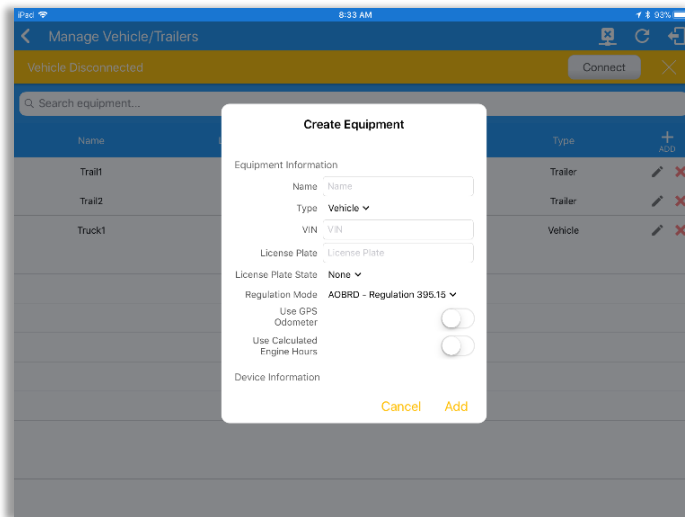 iPad 8:33 AM 93%
Manage Vehicle/Trailers
Vehicle Disconnected Connect
Search equipment...
Name Type ADD
Trail1 Trailer
Trail2 Trailer
Truck1 Vehicle
Create Equipment
Equipment Information
Name Name
Type Vehicle
VIN VIN
License Plate License Plate
License Plate State None
Regulation Mode AOBRD - Regulation 395.15
Use GPS
Odometer
Use Calculated
Engine Hours
Device Information
Cancel Add